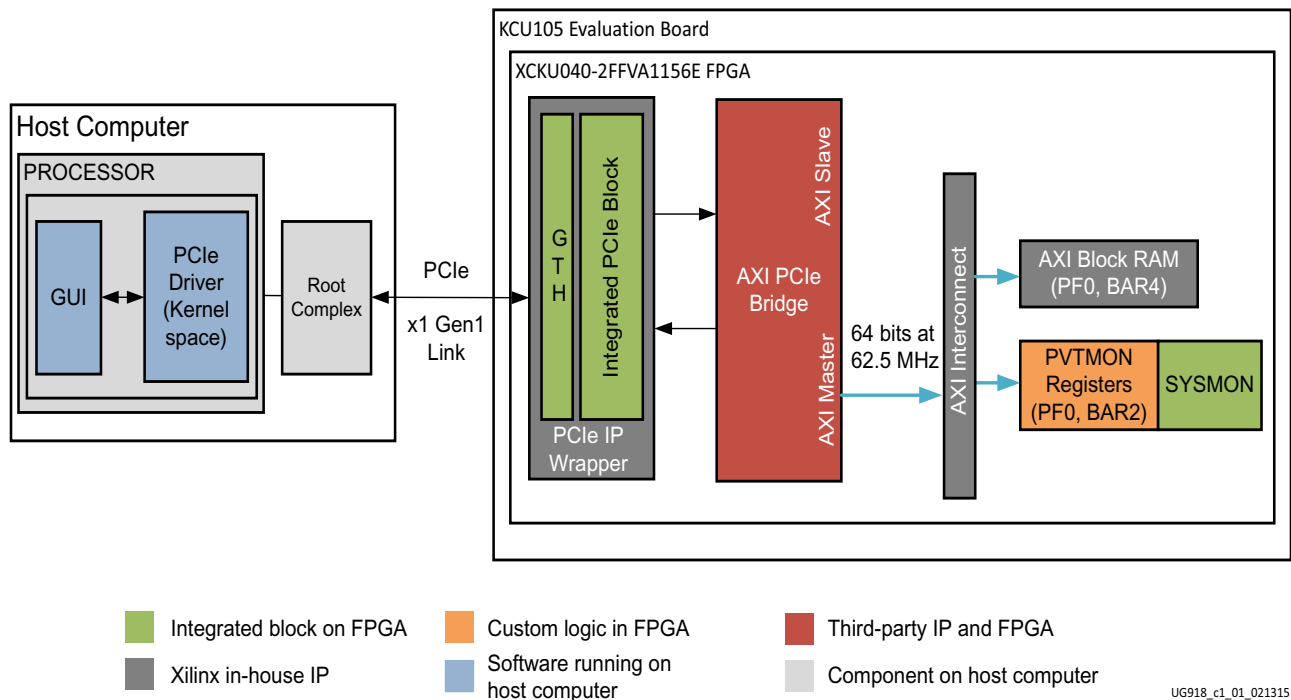 KCU105 Evaluation Board
XCKU040-2FFVA1156E FPGA
Host Computer
PROCESSOR
GUI
PCIe
Driver
(Kernel
space)
Root
Complex
PCIe
x1 Gen1
Link
G
T
H
Integrated PCIe Block
PCIe IP
Wrapper
AXI Slave
AXI PCIe
Bridge
AXI Master
64 bits at
62.5 MHz
AXI Interconnect
AXI Block RAM
(PF0, BAR4)
PVTMON
Registers
(PF0, BAR2)
SYSMON
Integrated block on FPGA
Custom logic in FPGA
Third-party IP and FPGA
Xilinx in-house IP
Software running on
host computer
Component on host computer
UG918_c1_01_021315